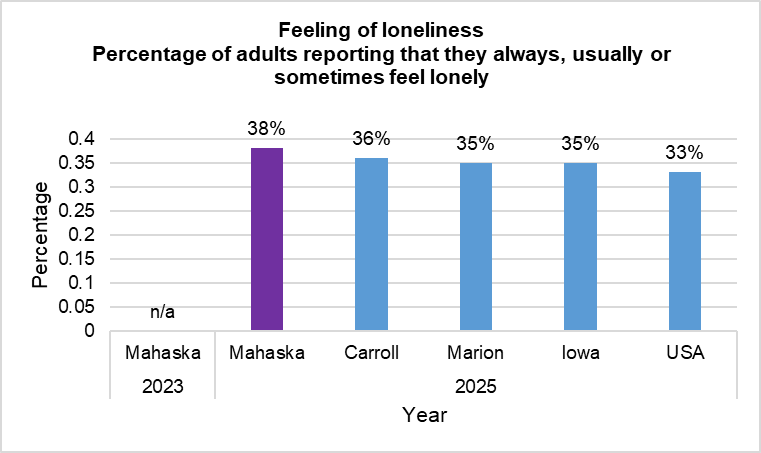 Feeling of loneliness
Percentage of adults reporting that they always, usually or
sometimes feel lonely
Percentage
0.4
0.35
0.3
0.25
0.2
0.15
0.1
0.05
0
n/a
38%
36%
35%
35%
33%
Mahaska
Mahaska
Carroll
Marion
Iowa
USA
2023
2025
Year